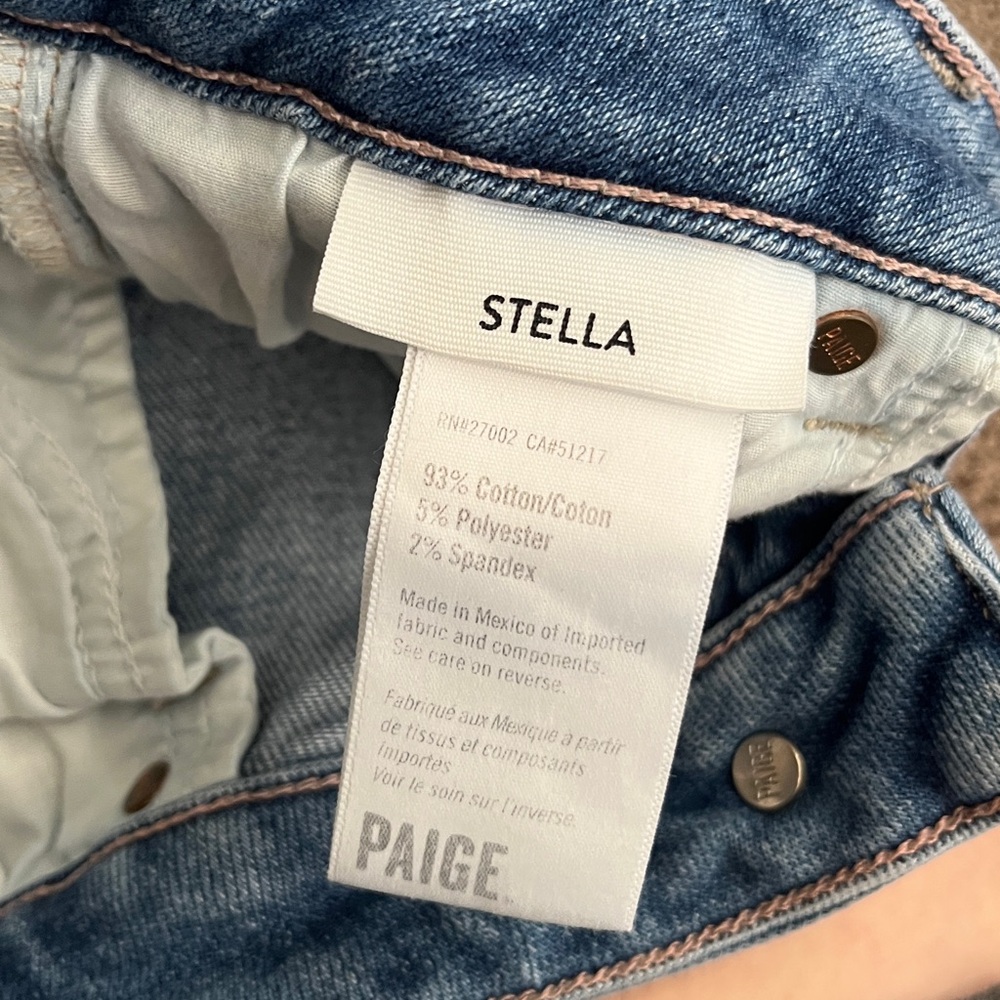 STELLA
PAIGE
RN#27002 CA#51217
93% Cotton/Coton
5% Polyester
2% Spandex
Made in Mexico of Imported
fabric and components.
See care on reverse.
Fabriqué aux Mexique a partir
de tissus et composants
importés
Voir le soin sur l'inverse.
PAIGE
PAIGE